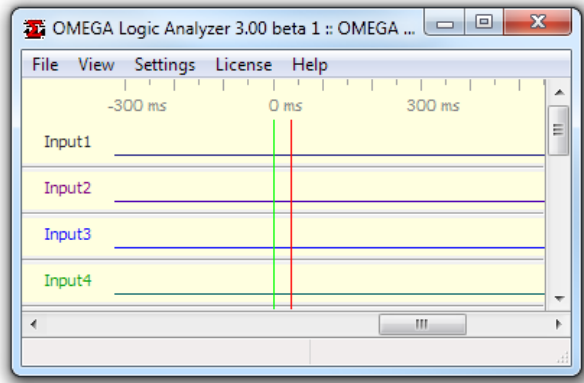 OMEGA Logic Analyzer 3.00 beta 1 :: OMEGA ...
File View Settings License Help
-300 ms 0 ms 300 ms
Input1
Input2
Input3
Input4